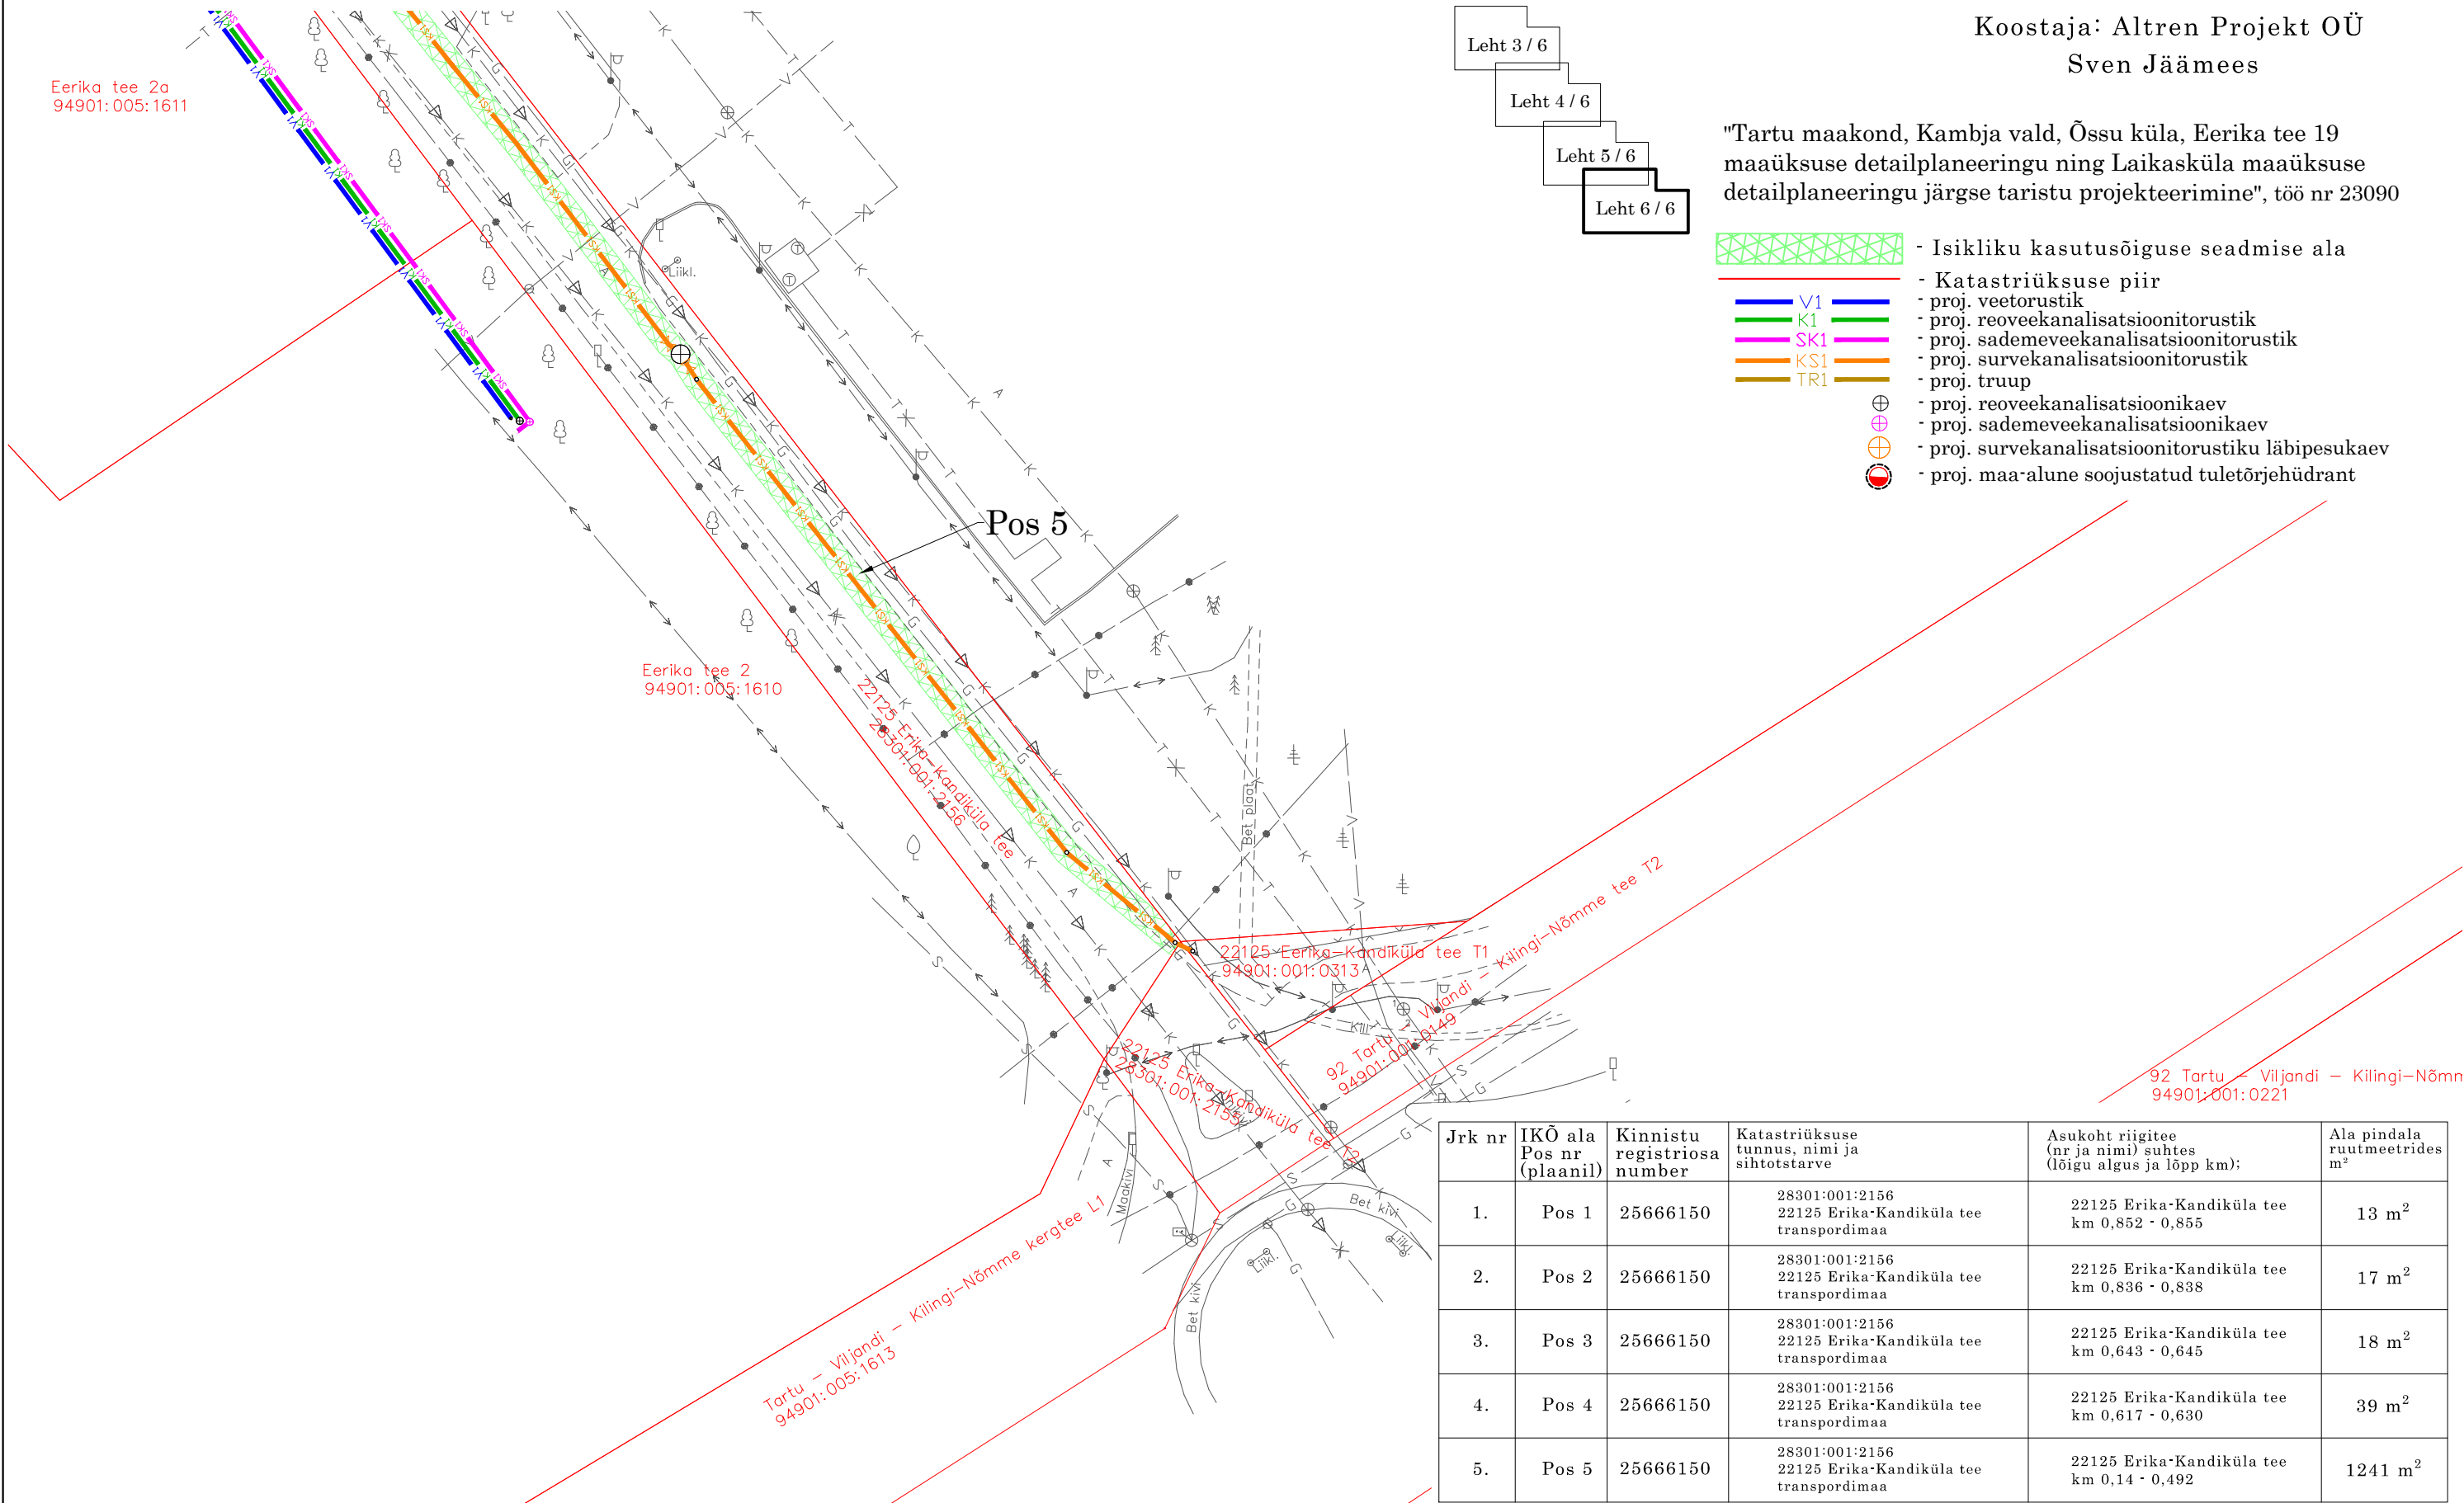 Koostaja: Altren Projekt OÜ
Sven Jäämees
Leht 3 / 6
Leht 4 / 6
Leht 5 / 6
Leht 6 / 6
"Tartu maakond, Kambja vald, Õssu küla, Eerika tee 19
maaüksuse detailplaneeringu ning Laikasküla maaüksuse
detailplaneeringu järgse taristu projekteerimine", töö nr 23090
- Isikliku kasutusõiguse seadmise ala
- Katastriüksuse piir
V1 - proj. veetorustik
K1 - proj. reoveekanalisatsioonitorustik
SK1 - proj. sademeveekanalisatsioonitorustik
KS1 - proj. survekanalisatsioonitorustik
TR1 - proj. truup
- proj. reoveekanalisatsioonikaev
- proj. sademeveekanalisatsioonikaev
- proj. survekanalisatsioonitorustiku läbipesukaev
- proj. maa-alune soojustatud tuletõrjehüdrant
Eerika tee 2a
94901:005:1611
Liikl.
Pos 5
Eerika tee 2
94901:005:1610
22125 Erika-Kandiküla tee
28301:001:2156
Bet plaat
22125 Eerika-Kandiküla tee T1
94901:001:0313
92 Tartu - Viljandi - Kilingi-Nõmme tee T2
94901:001:0149
Kill
22125 Erika-Kandiküla tee T2
28301:001:2155
92 Tartu - Viljandi - Kilingi-Nõmm
94901:001:0221
Maakivi
Bet kivi
Bet kivi
Liikl.
Liikl.
Tartu - Viljandi - Kilingi-Nõmme kergtee L1
94901:005:1613
Jrk nr
IKÕ ala
Pos nr
(plaanil)
Kinnistu
registriosa
number
Katastriüksuse
tunnus, nimi ja
sihtotstarve
Asukoht riigitee
(nr ja nimi) suhtes
(lõigu algus ja lõpp km);
Ala pindala
ruutmeetrides
m²
1.
Pos 1
25666150
28301:001:2156
22125 Erika-Kandiküla tee
transpordimaa
22125 Erika-Kandiküla tee
km 0,852 - 0,855
13 m²
2.
Pos 2
25666150
28301:001:2156
22125 Erika-Kandiküla tee
transpordimaa
22125 Erika-Kandiküla tee
km 0,836 - 0,838
17 m²
3.
Pos 3
25666150
28301:001:2156
22125 Erika-Kandiküla tee
transpordimaa
22125 Erika-Kandiküla tee
km 0,643 - 0,645
18 m²
4.
Pos 4
25666150
28301:001:2156
22125 Erika-Kandiküla tee
transpordimaa
22125 Erika-Kandiküla tee
km 0,617 - 0,630
39 m²
5.
Pos 5
25666150
28301:001:2156
22125 Erika-Kandiküla tee
transpordimaa
22125 Erika-Kandiküla tee
km 0,14 - 0,492
1241 m²